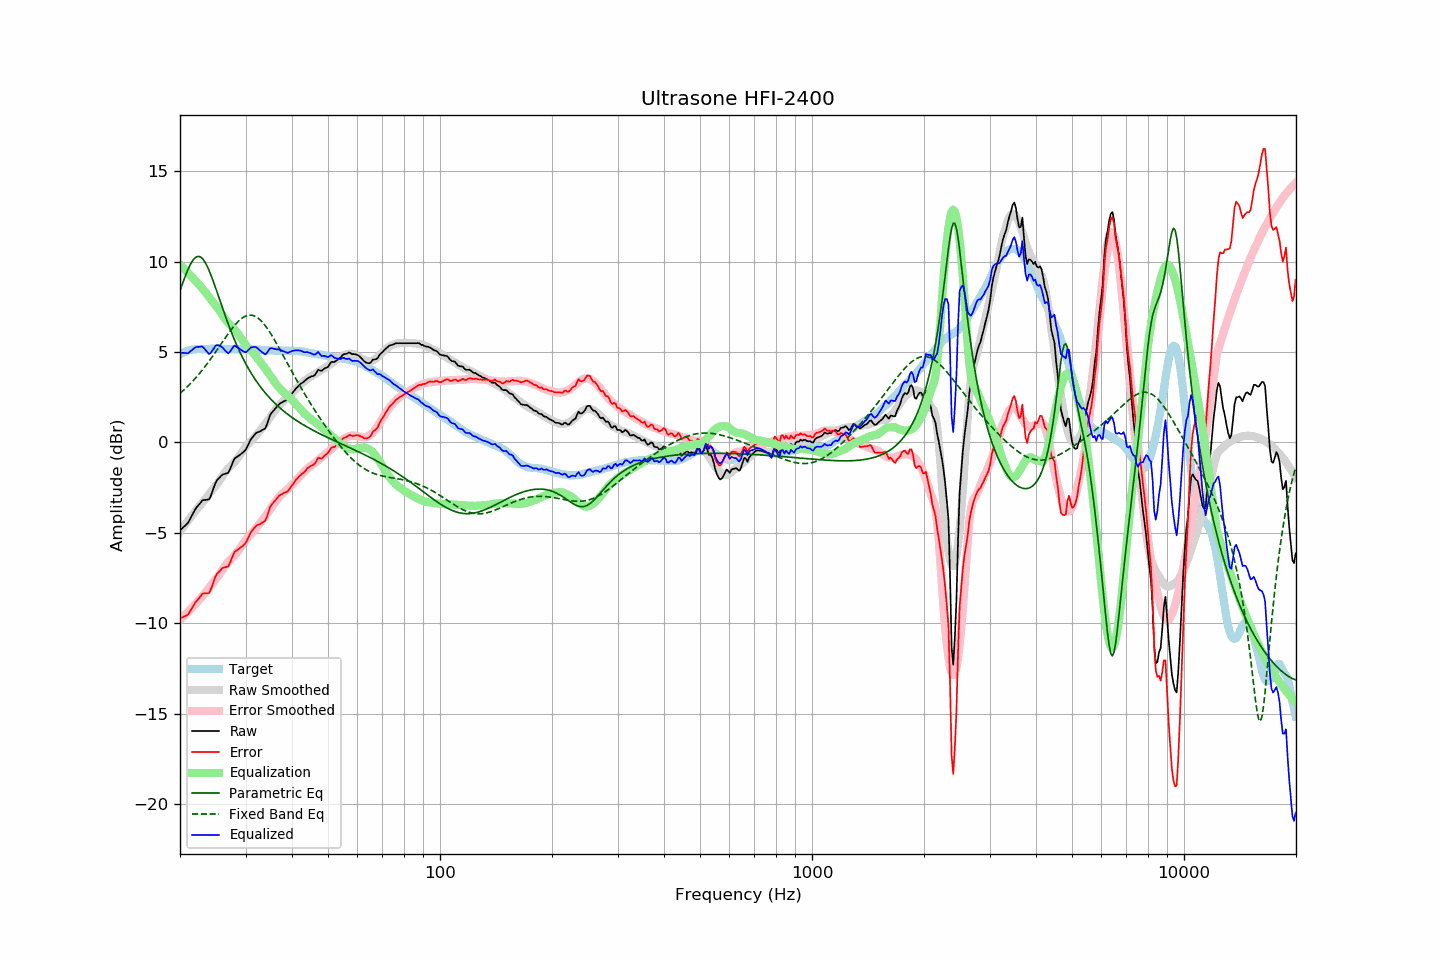 Ultrasone HFI-2400
15
10
5
0
−5
−10
−15
−20
Amplitude (dBr)
Target
Raw Smoothed
Error Smoothed
Raw
Error
Equalization
Parametric Eq
Fixed Band Eq
Equalized
100
1000
10000
Frequency (Hz)